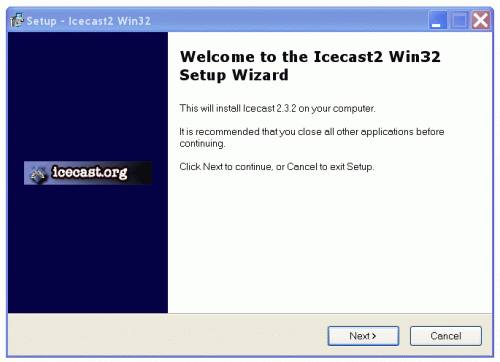 Setup - Icecast2 Win32
Welcome to the Icecast2 Win32
Setup Wizard
This will install Icecast 2.3.2 on your computer.
It is recommended that you close all other applications before
continuing.
Click Next to continue, or Cancel to exit Setup.
icecast.org
Next >
Cancel